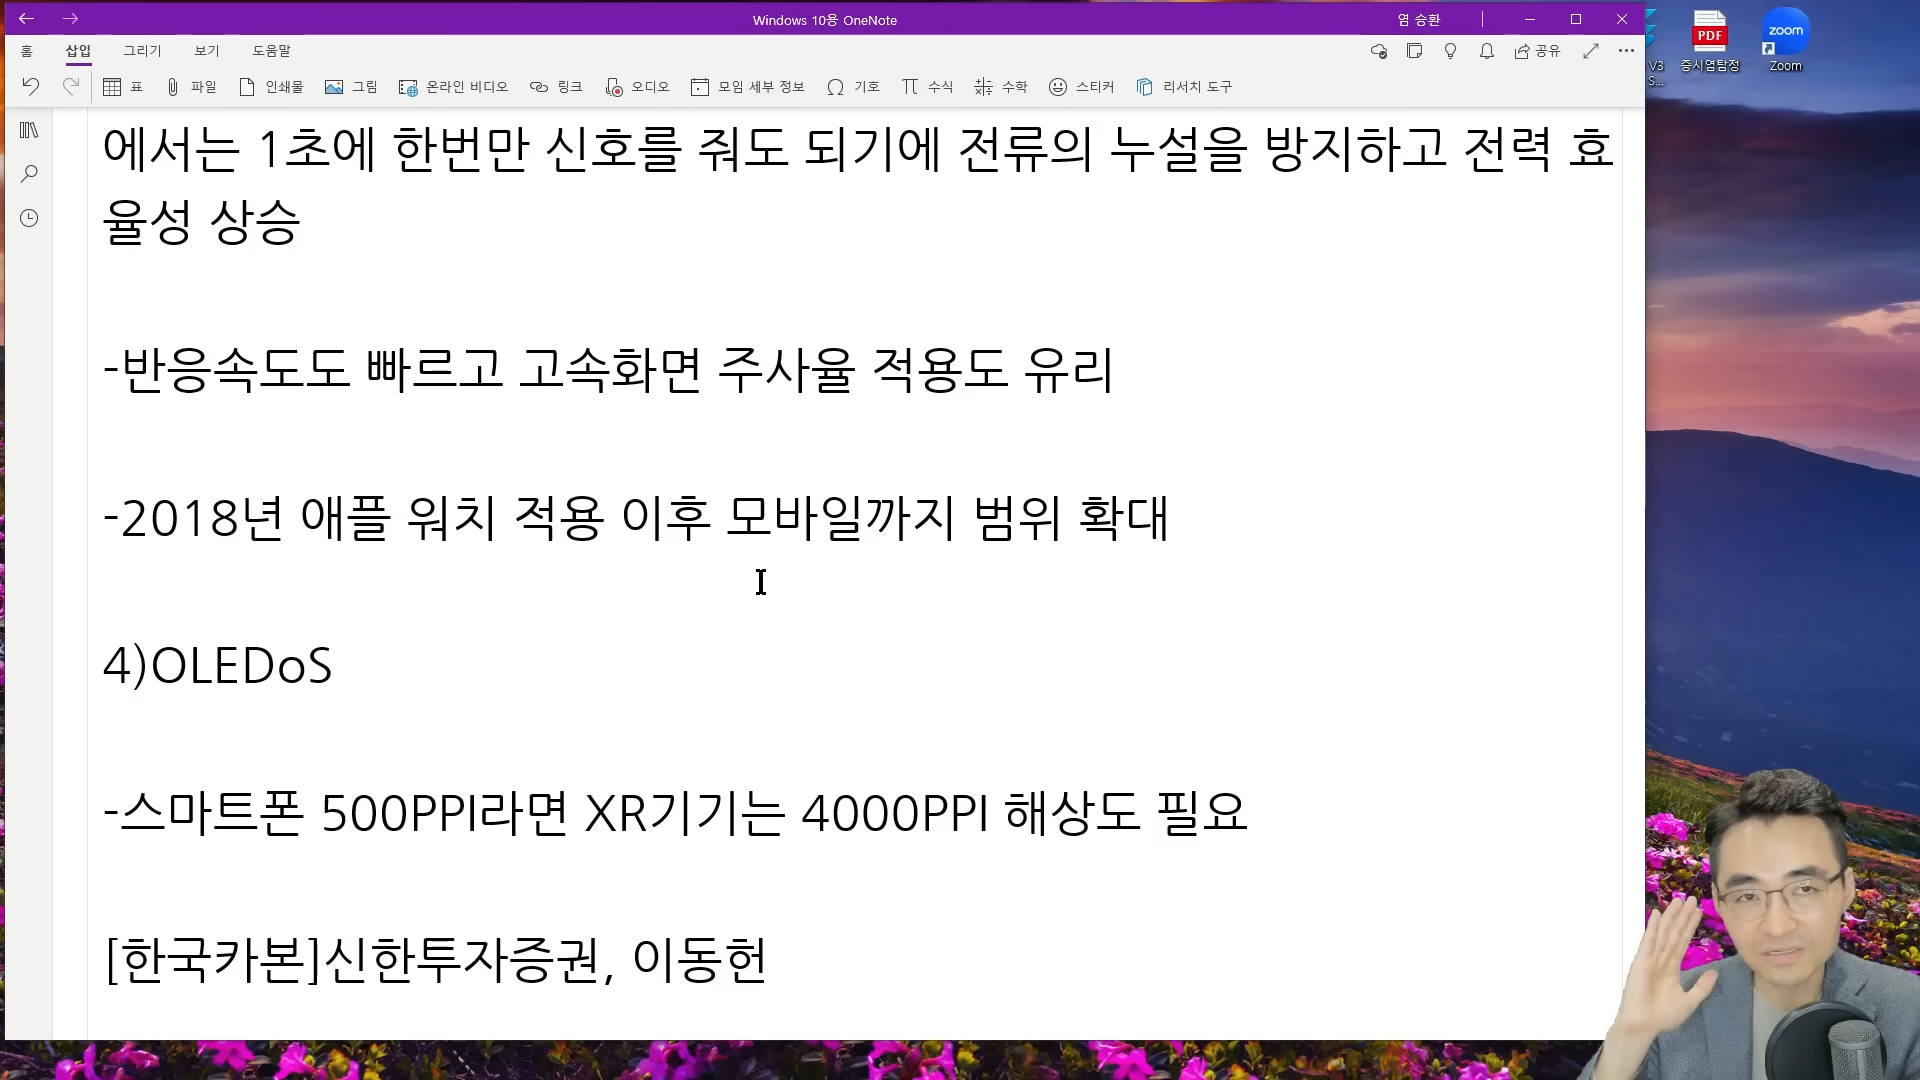 Windows 10용 OneNote
염 승환
홈 삽입 그리기 보기 도움말
공유
표 파일 인쇄물 그림 온라인 비디오 링크 오디오 모임 세부 정보 기호 수식 수학 스티커 리서치 도구
에서는 1초에 한번만 신호를 줘도 되기에 전류의 누설을 방지하고 전력 효
율성 상승
-반응속도도 빠르고 고속화면 주사율 적용도 유리
-2018년 애플 워치 적용 이후 모바일까지 범위 확대
4)OLEDoS
-스마트폰 500PPI라면 XR기기는 4000PPI 해상도 필요
[한국카본]신한투자증권, 이동헌
V3
S...
PDF
증시염탐정
zoom
Zoom